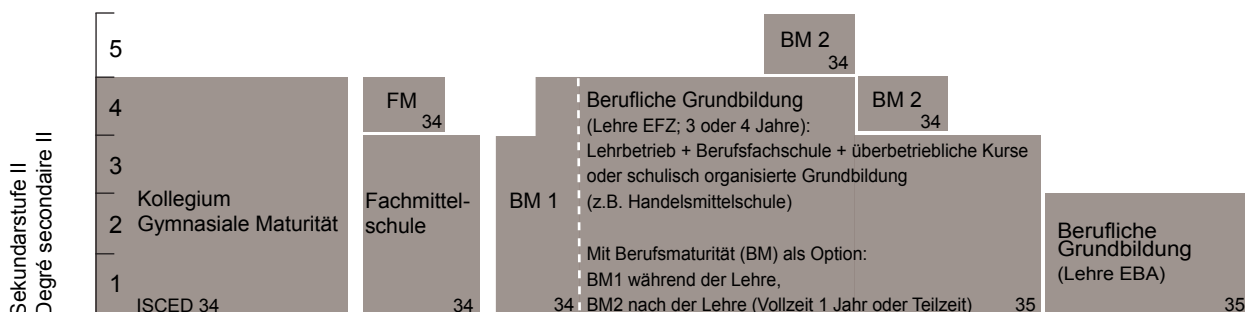 Sekundarstufe II
Degré secondaire II
5
4
3
2
1
Kollegium
Gymnasiale Maturität
ISCED 34
FM
34
Fachmittel-
schule
34
BM 1
34
BM 2
34
BM 2
34
Berufliche Grundbildung
(Lehre EFZ; 3 oder 4 Jahre):
Lehrbetrieb + Berufsfachschule + überbetriebliche Kurse
oder schulisch organisierte Grundbildung
(z.B. Handelsmittelschule)
Mit Berufsmaturität (BM) als Option:
BM1 während der Lehre,
BM2 nach der Lehre (Vollzeit 1 Jahr oder Teilzeit)
35
Berufliche
Grundbildung
(Lehre EBA)
35